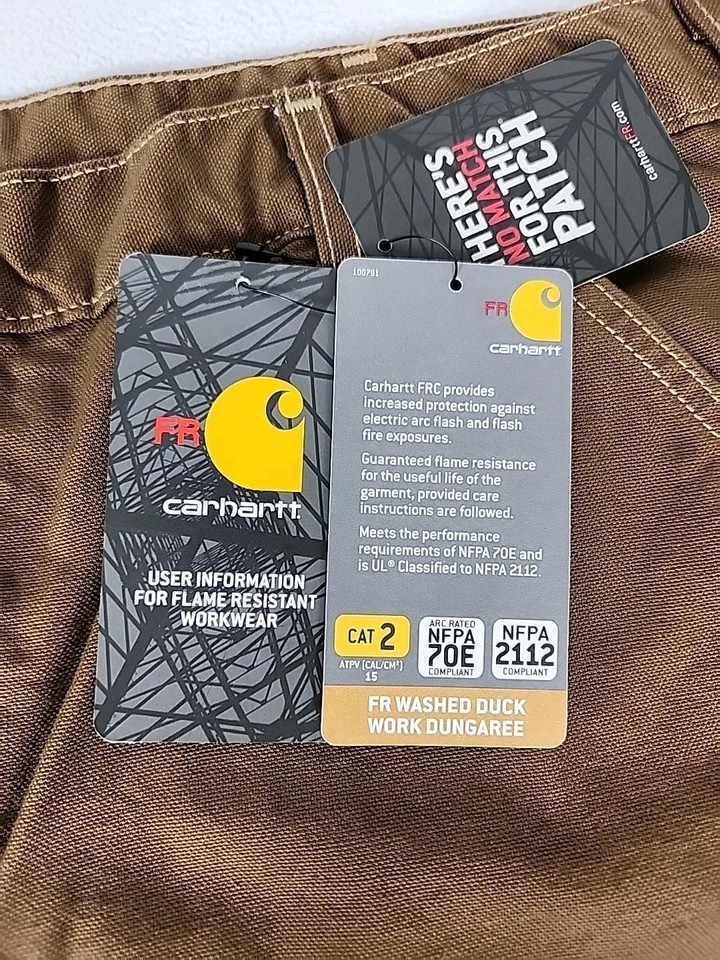 HERE'S
NO MATCH
FOR THIS
PATCH
carharttFR.com
FR
carhartt
USER INFORMATION
FOR FLAME RESISTANT
WORKWEAR
100791
FR
carhartt
Carhartt FRC provides
increased protection against
electric arc flash and flash
fire exposures.
Guaranteed flame resistance
for the useful life of the
garment, provided care
instructions are followed.
Meets the performance
requirements of NFPA 70E and
is UL® Classified to NFPA 2112.
CAT 2
ATPV (CAL/CM²)
15
ARC RATED
NFPA
70E
COMPLIANT
NFPA
2112
COMPLIANT
FR WASHED DUCK
WORK DUNGAREE